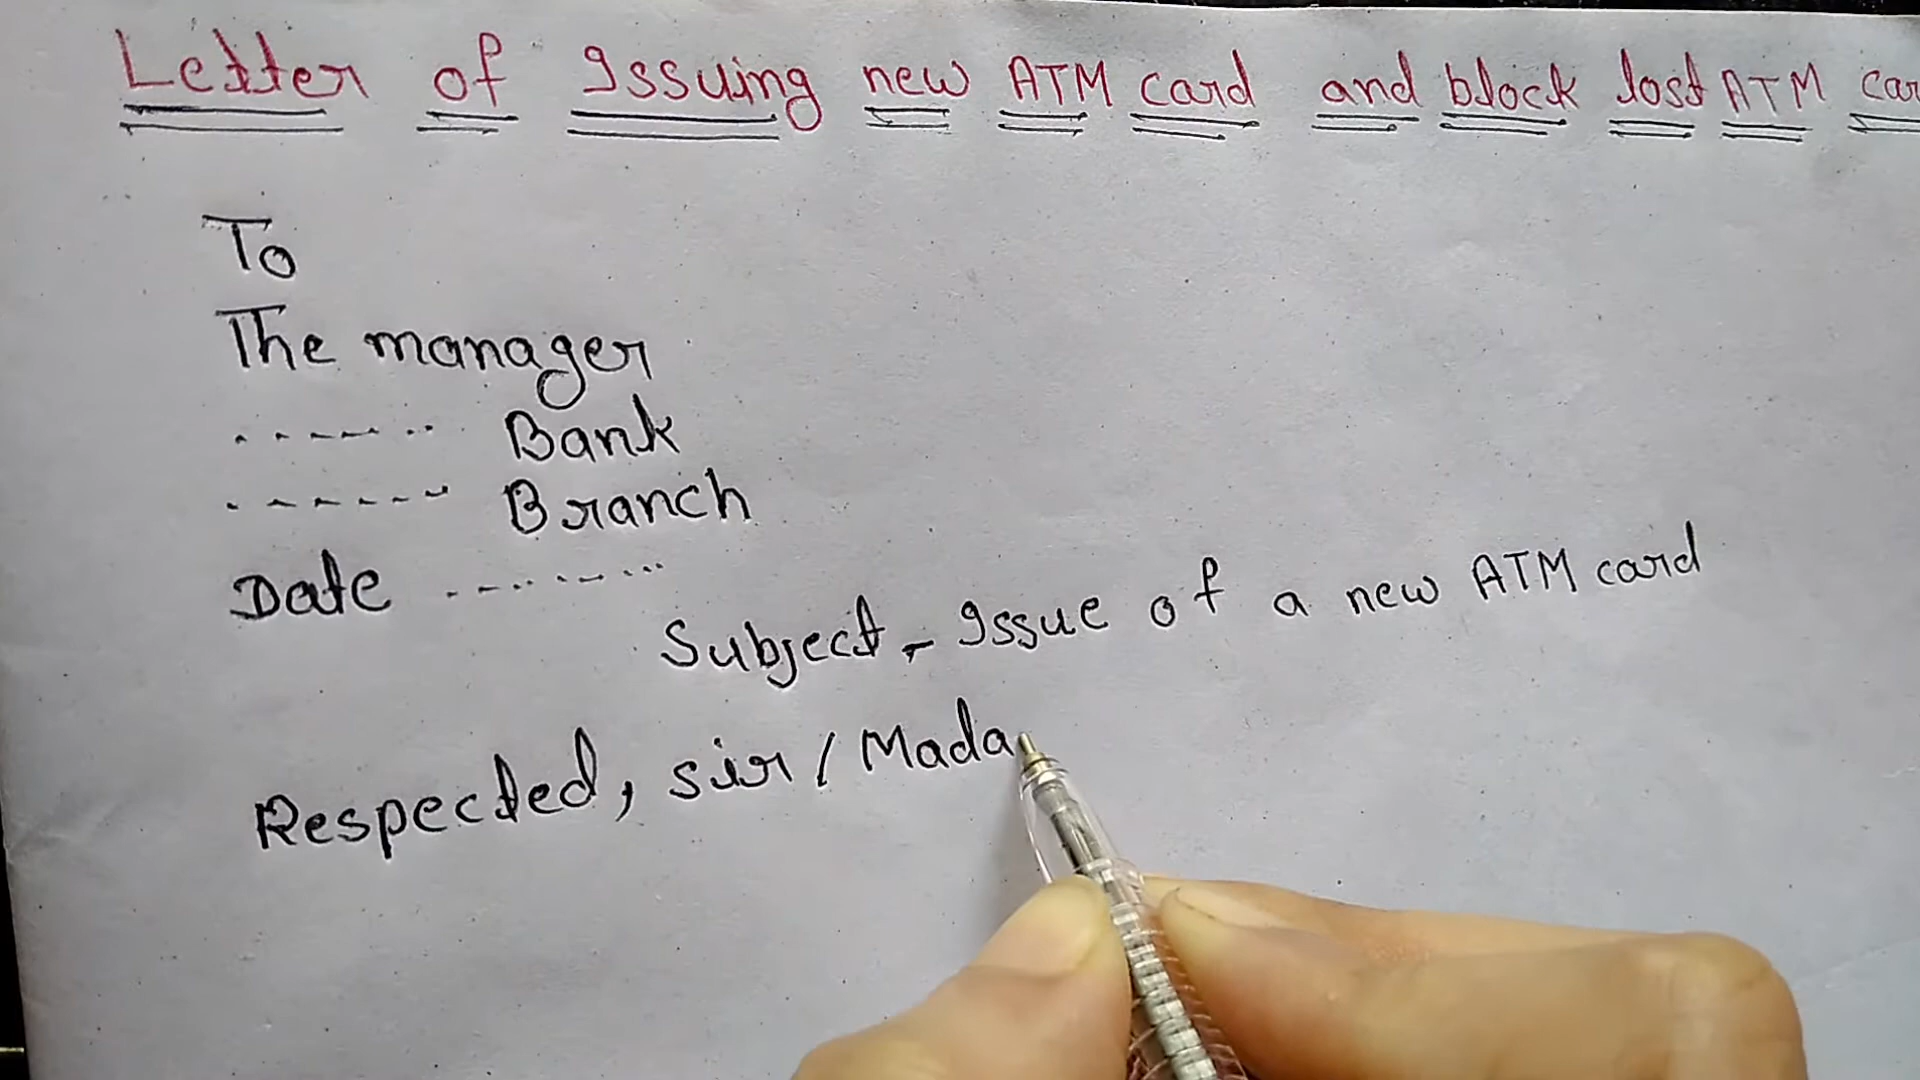 Letter of Issuing new ATM card and block lost ATM car
To
The manager
.......... Bank
.......... Branch
Date ..........
Subject - Issue of a new ATM card
Respected, sir / Mada